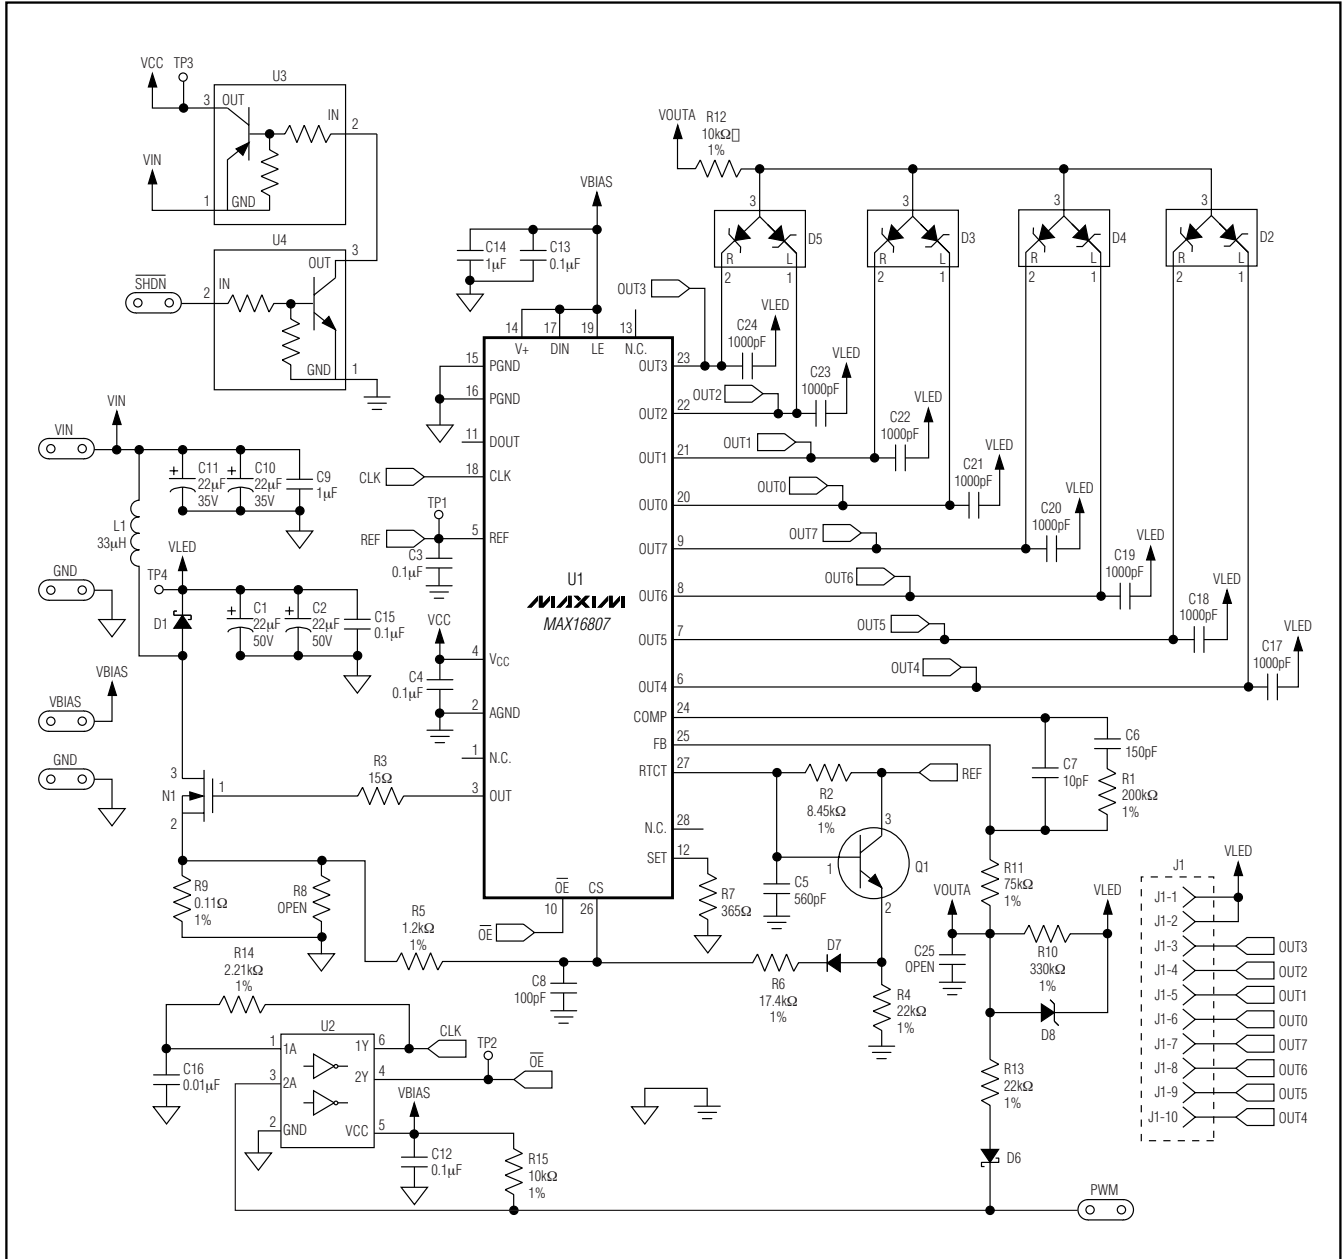 VCC
TP3
U3
3
OUT
IN
2
VIN
1
GND
U4
3
OUT
SHDN
2
IN
GND
1
VIN
VIN
C11
22µF
35V
C10
22µF
35V
C9
1µF
L1
33µH
VLED
GND
TP4
D1
C1
22µF
50V
C2
22µF
50V
C15
0.1µF
VBIAS
VBIAS
GND
N1
3
1
2
R3
15Ω
R9
0.11Ω
1%
R8
OPEN
R5
1.2kΩ
1%
C8
100pF
R14
2.21kΩ
1%
U2
1
1A
1Y
6
CLK
3
2A
2Y
4
TP2
OE
C16
0.01µF
2
GND
VCC
5
VBIAS
C12
0.1µF
R15
10kΩ
1%
VBIAS
C14
1µF
C13
0.1µF
14
17
19
13
V+
DIN
LE
N.C.
15
PGND
16
PGND
11
DOUT
CLK
18
CLK
TP1
REF
5
REF
C3
0.1µF
VCC
4
VCC
C4
0.1µF
2
AGND
1
N.C.
3
OUT
U1
MAXIM
MAX16807
OUT3
23
OUT2
22
OUT1
21
OUT0
20
OUT7
9
OUT6
8
OUT5
7
OUT4
6
COMP
24
FB
25
RTCT
27
N.C.
28
SET
12
OE
CS
10
26
OE
VOUTA
R12
10kΩ□
1%
3
D5
R
L
2
1
3
D3
R
L
2
1
3
D4
R
L
2
1
3
D2
R
L
2
1
OUT3
C24
1000pF
VLED
OUT2
C23
1000pF
VLED
OUT1
C22
1000pF
VLED
OUT0
C21
1000pF
VLED
OUT7
C20
1000pF
VLED
OUT6
C19
1000pF
VLED
OUT5
C18
1000pF
VLED
OUT4
C17
1000pF
VLED
R2
8.45kΩ
1%
REF
3
1
Q1
2
C5
560pF
R7
365Ω
R6
17.4kΩ
1%
D7
R4
22kΩ
1%
C7
10pF
C6
150pF
R1
200kΩ
1%
R11
75kΩ
1%
VOUTA
C25
OPEN
R10
330kΩ
1%
VLED
D8
R13
22kΩ
1%
D6
PWM
J1
VLED
J1-1
J1-2
J1-3
OUT3
J1-4
OUT2
J1-5
OUT1
J1-6
OUT0
J1-7
OUT7
J1-8
OUT6
J1-9
OUT5
J1-10
OUT4